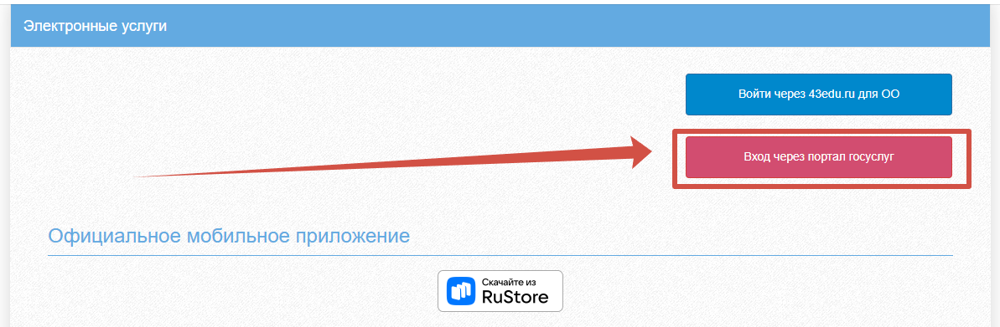 Электронные услуги
Войти через 43edu.ru для ОО
Вход через портал госуслуг
Официальное мобильное приложение
Скачайте из
RuStore